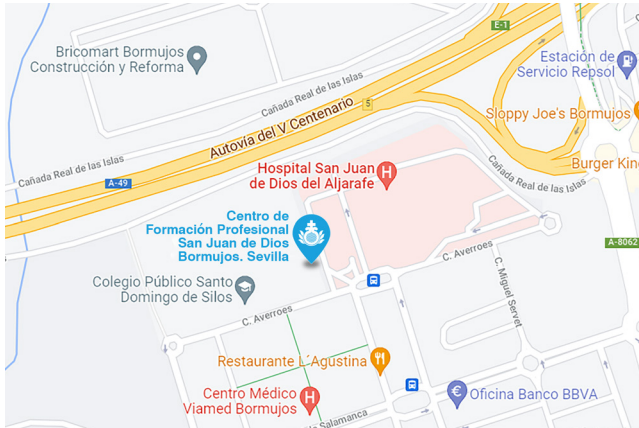 E-1
Bricomart Bormujos
Construcción y Reforma
Estación de
Servicio Repsol
Cañada Real de las Islas
5
Autovía del V Centenario
Sloppy Joe's Bormujos
Cañada Real de las Islas
A-49
Hospital San Juan
de Dios del Aljarafe
H
Cañada Real de las Islas
Burger King
Centro de
Formación Profesional
San Juan de Dios
Bormujos. Sevilla
A-8062
C. Averroes
C. Miguel Servet
Colegio Público Santo
Domingo de Silos
C. Averroes
Restaurante L´Agustina
Centro Médico
Viamed Bormujos
H
€
Oficina Banco BBVA
Salamanca